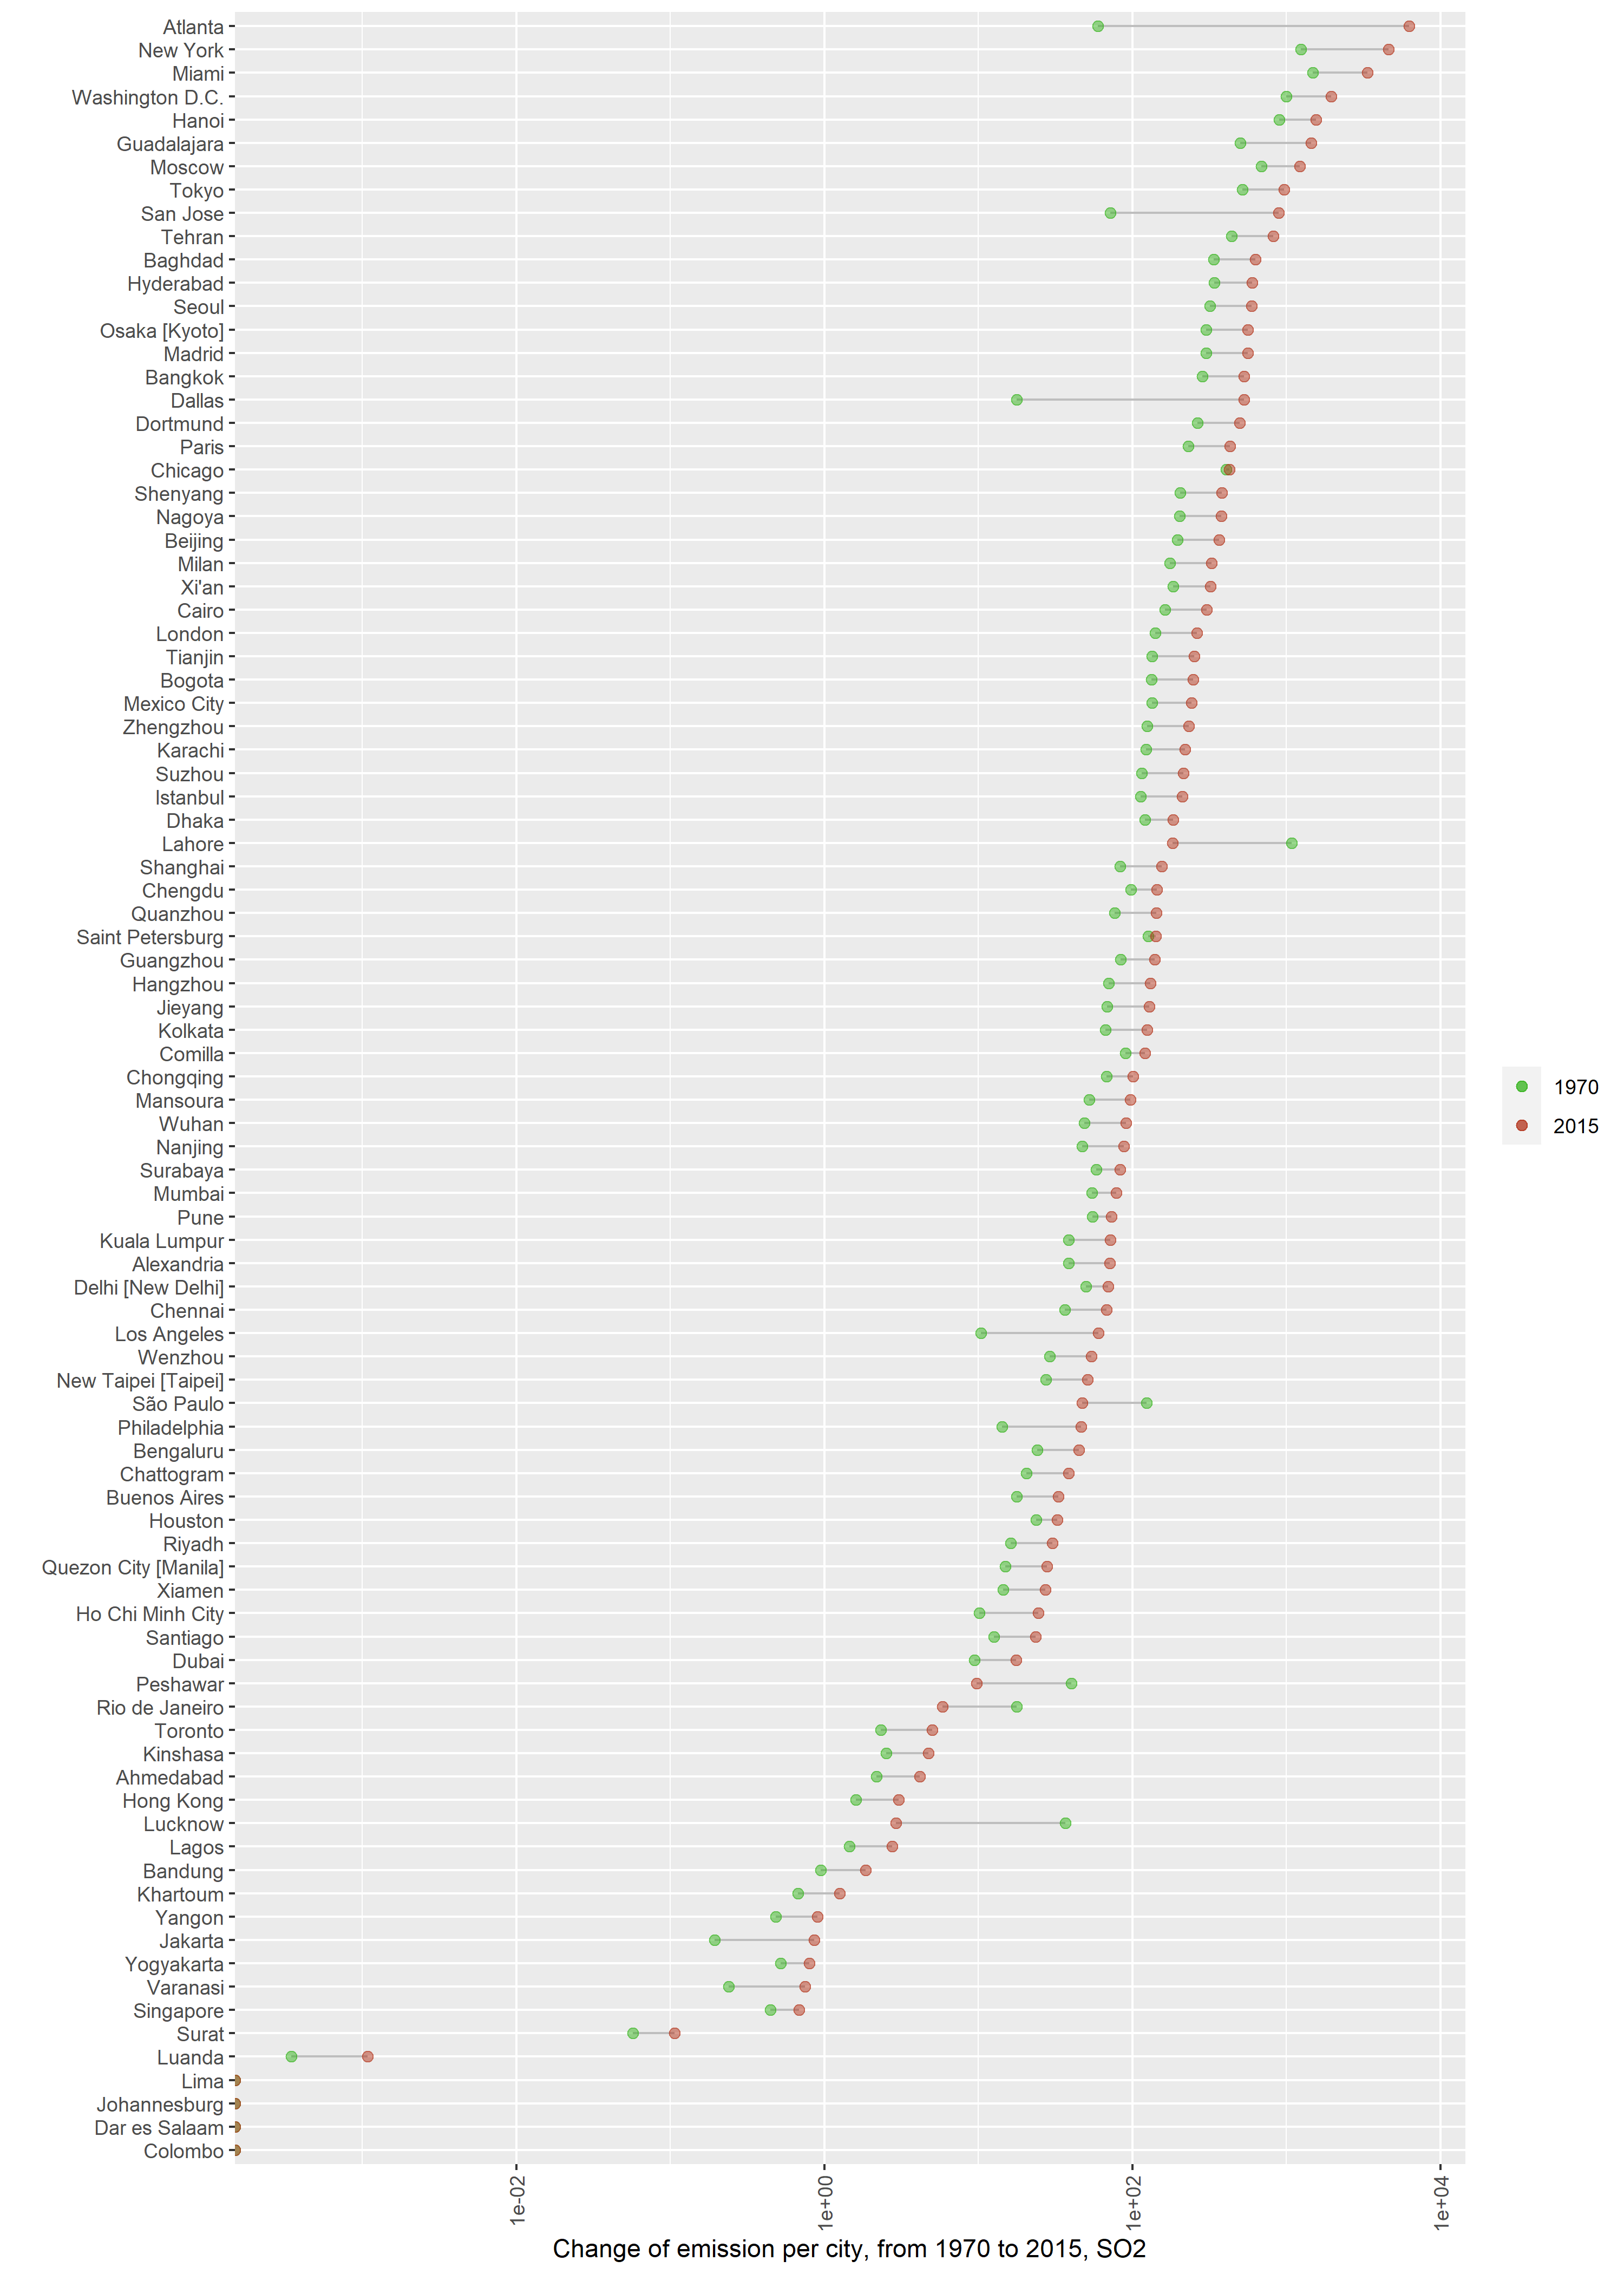 Atlanta
New York
Miami
Washington D.C.
Hanoi
Guadalajara
Moscow
Tokyo
San Jose
Tehran
Baghdad
Hyderabad
Seoul
Osaka [Kyoto]
Madrid
Bangkok
Dallas
Dortmund
Paris
Chicago
Shenyang
Nagoya
Beijing
Milan
Xi'an
Cairo
London
Tianjin
Bogota
Mexico City
Zhengzhou
Karachi
Suzhou
Istanbul
Dhaka
Lahore
Shanghai
Chengdu
Quanzhou
Saint Petersburg
Guangzhou
Hangzhou
Jieyang
Kolkata
Comilla
Chongqing
Mansoura
Wuhan
Nanjing
Surabaya
Mumbai
Pune
Kuala Lumpur
Alexandria
Delhi [New Delhi]
Chennai
Los Angeles
Wenzhou
New Taipei [Taipei]
São Paulo
Philadelphia
Bengaluru
Chattogram
Buenos Aires
Houston
Riyadh
Quezon City [Manila]
Xiamen
Ho Chi Minh City
Santiago
Dubai
Peshawar
Rio de Janeiro
Toronto
Kinshasa
Ahmedabad
Hong Kong
Lucknow
Lagos
Bandung
Khartoum
Yangon
Jakarta
Yogyakarta
Varanasi
Singapore
Surat
Luanda
Lima
Johannesburg
Dar es Salaam
Colombo
1e-02
1e+00
1e+02
1e+04
Change of emission per city, from 1970 to 2015, SO2
1970
2015